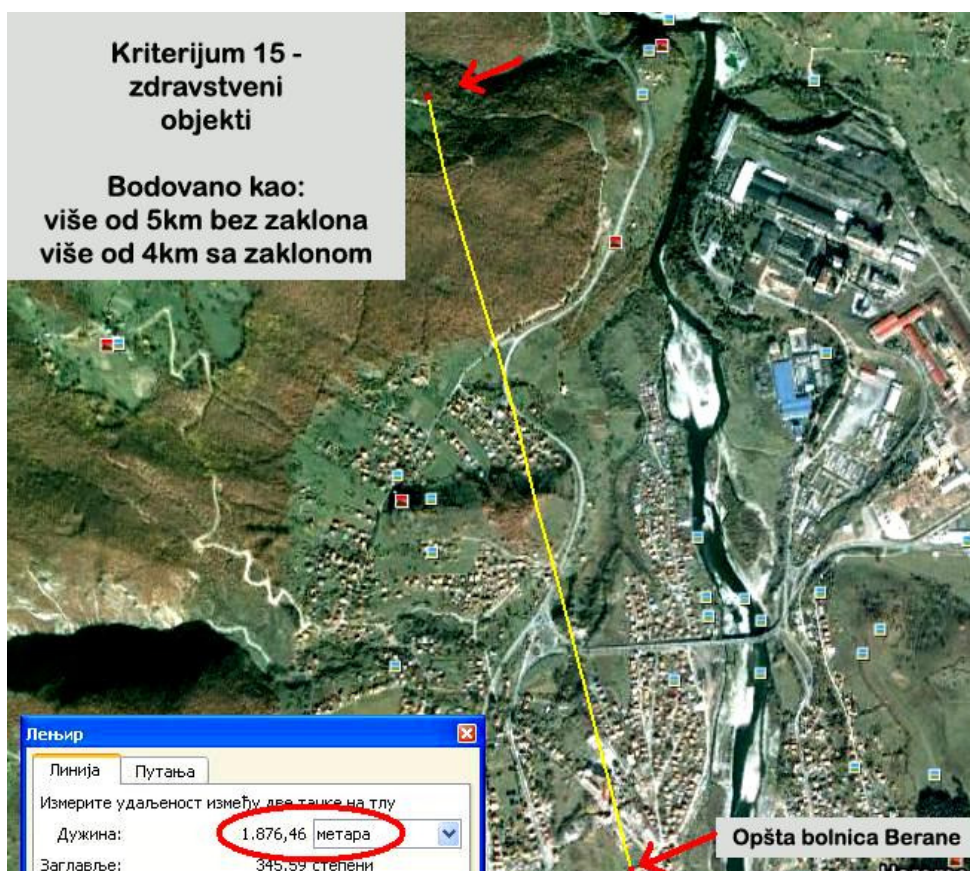 Kriterijum 15 -
zdravstveni
objekti
Bodovano kao:
više od 5km bez zaklona
više od 4km sa zaklonom
Лењир
Линија Путања
Измерите удаљеност између две тачке на тлу
Дужина: 1.876,46 метара
Заглавље: 345,59 степени
Opšta bolnica Berane